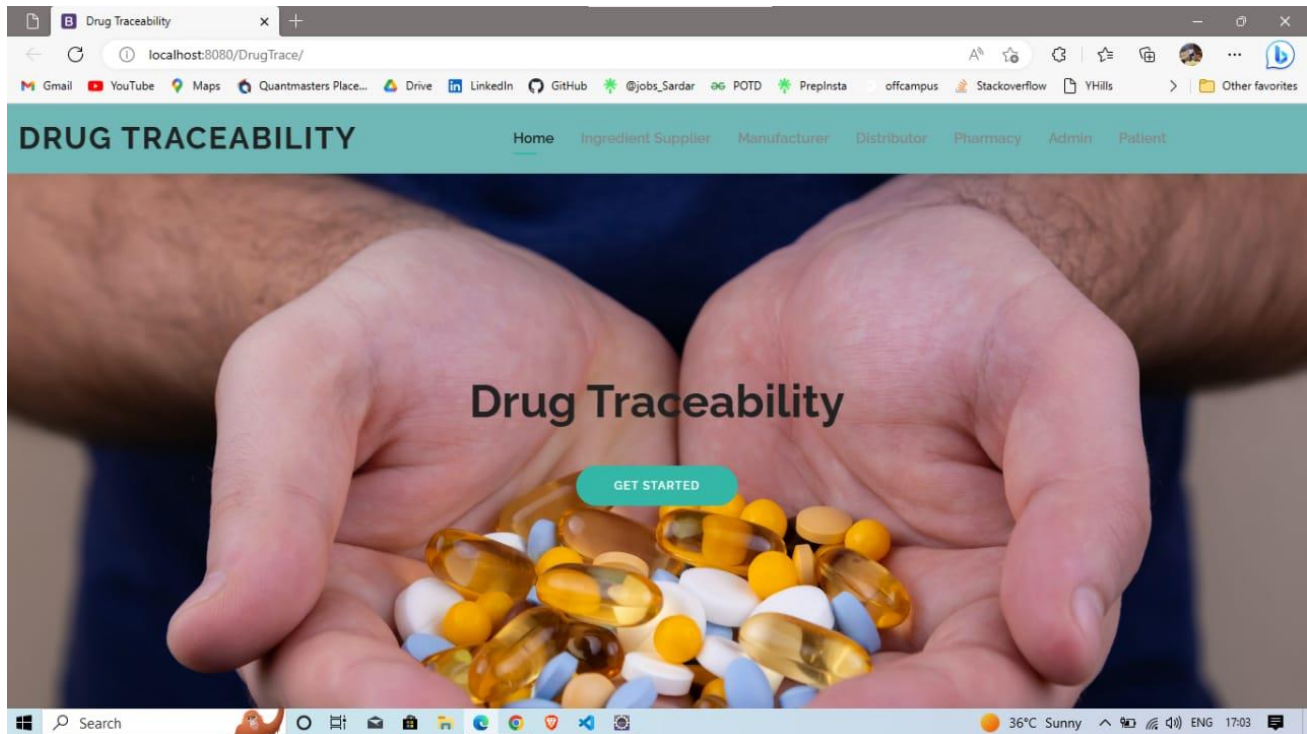 B Drug Traceability
localhost:8080/DrugTrace/
Gmail YouTube Maps Quantmasters Place... Drive LinkedIn GitHub @jobs_Sardar POTD PrepInsta offcampus Stackoverflow YHills Other favorites
DRUG TRACEABILITY Home Ingredient Supplier Manufacturer Distributor Pharmacy Admin Patient
Drug Traceability
GET STARTED
Search 36°C Sunny ENG 17:03